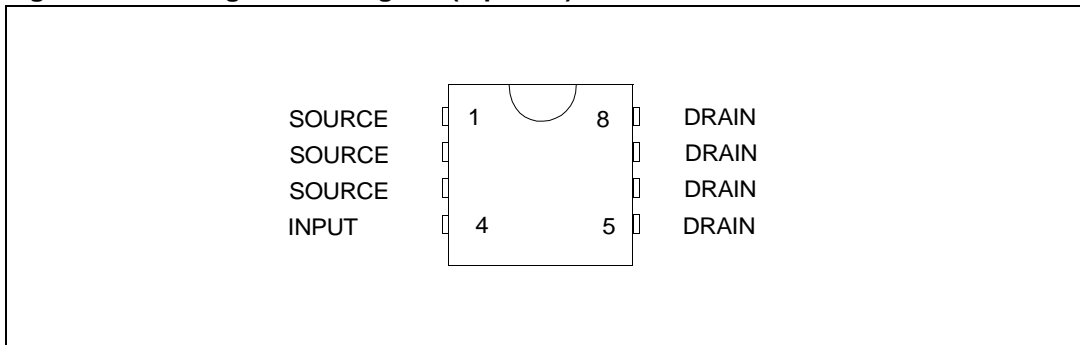 SOURCE 1 8 DRAIN
SOURCE DRAIN
SOURCE DRAIN
INPUT 4 5 DRAIN